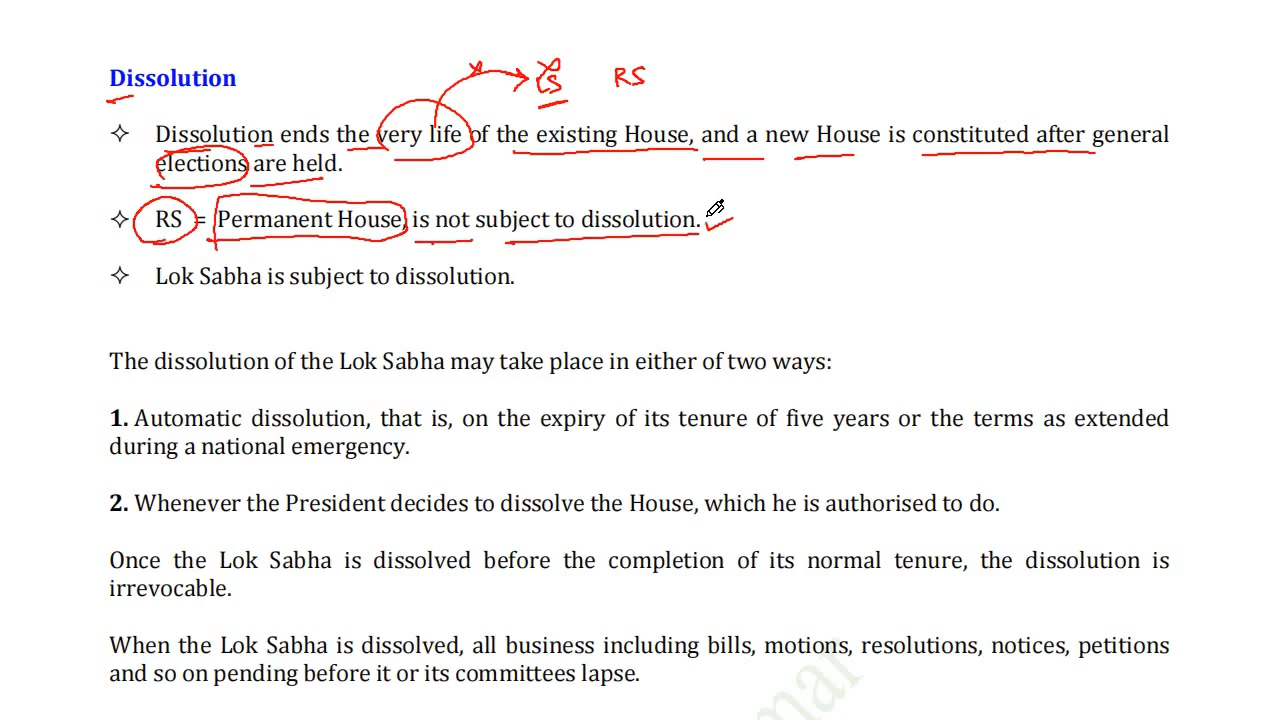 Dissolution
LS RS
✧ Dissolution ends the very life of the existing House, and a new House is constituted after general
elections are held.
✧ RS = Permanent House, is not subject to dissolution.
✧ Lok Sabha is subject to dissolution.
The dissolution of the Lok Sabha may take place in either of two ways:
1. Automatic dissolution, that is, on the expiry of its tenure of five years or the terms as extended
during a national emergency.
2. Whenever the President decides to dissolve the House, which he is authorised to do.
Once the Lok Sabha is dissolved before the completion of its normal tenure, the dissolution is
irrevocable.
When the Lok Sabha is dissolved, all business including bills, motions, resolutions, notices, petitions
and so on pending before it or its committees lapse.